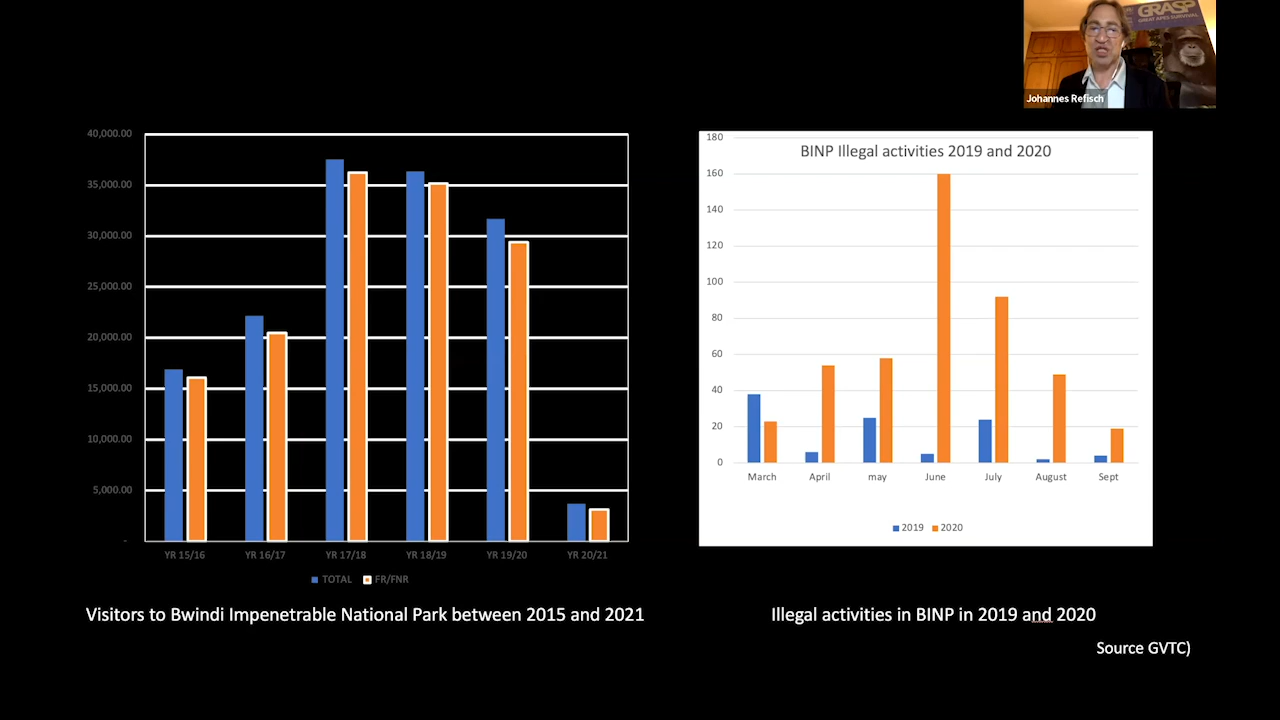 GRASP
GREAT APES SURVIVAL
Johannes Refisch
40,000.00
35,000.00
30,000.00
25,000.00
20,000.00
15,000.00
10,000.00
5,000.00
-
YR 15/16 YR 16/17 YR 17/18 YR 18/19 YR 19/20 YR 20/21
TOTAL FR/FNR
Visitors to Bwindi Impenetrable National Park between 2015 and 2021
BINP Illegal activities 2019 and 2020
180
160
140
120
100
80
60
40
20
0
March April may June July August Sept
2019 2020
Illegal activities in BINP in 2019 and 2020
Source GVTC)